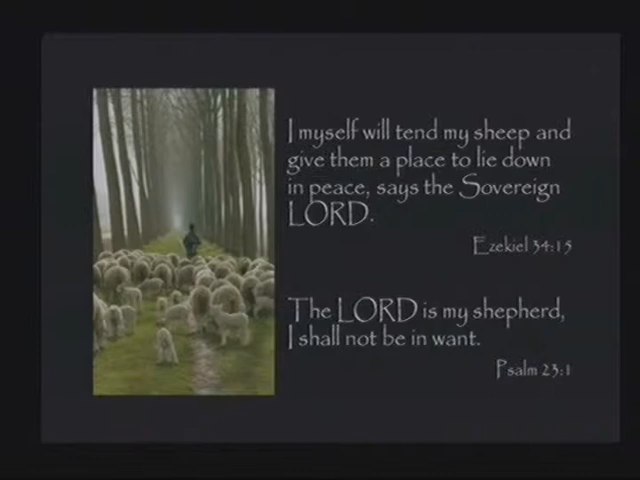 I myself will tend my sheep and
give them a place to lie down
in peace, says the Sovereign
LORD.
Ezekiel 34:15
The LORD is my shepherd,
I shall not be in want.
Psalm 23:1